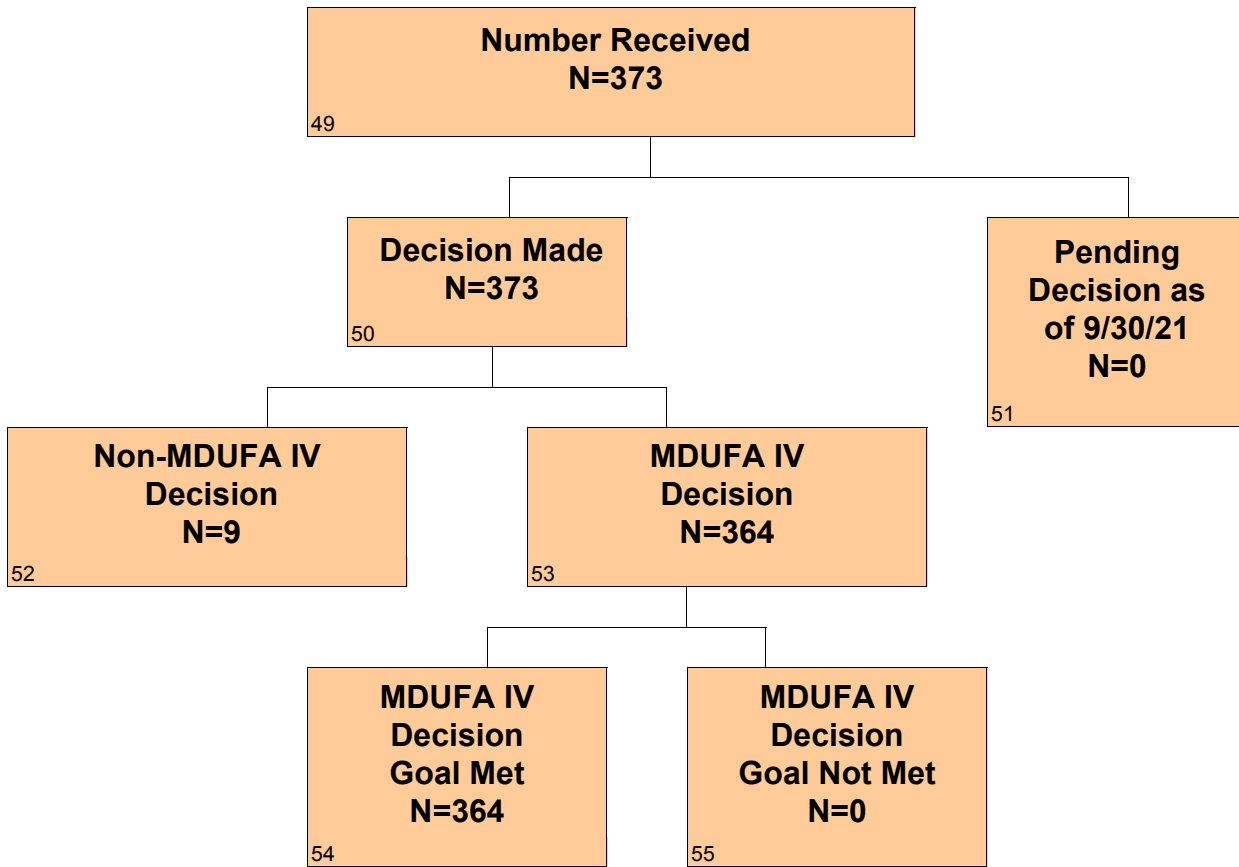 Number Received
N=373
49
Decision Made
N=373
50
Pending
Decision as
of 9/30/21
N=0
51
Non-MDUFA IV
Decision
N=9
52
MDUFA IV
Decision
N=364
53
MDUFA IV
Decision
Goal Met
N=364
54
MDUFA IV
Decision
Goal Not Met
N=0
55